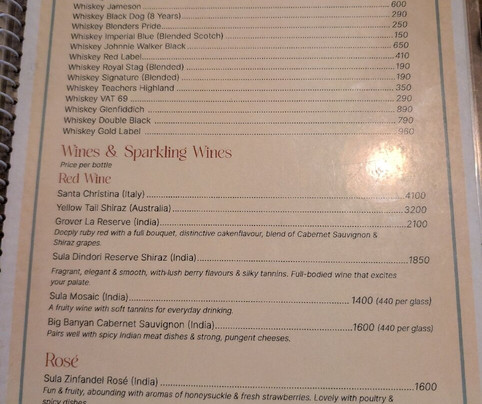 Whiskey Jameson 600
Whiskey Black Dog (8 Years) 290
Whiskey Blenders Pride 250
Whiskey Imperial Blue (Blended Scotch) 150
Whiskey Johnnie Walker Black 650
Whiskey Red Label 410
Whiskey Royal Stag (Blended) 190
Whiskey Signature (Blended) 190
Whiskey Teachers Highland 350
Whiskey VAT 69 290
Whiskey Glenfiddich 890
Whiskey Double Black 790
Whiskey Gold Label 960
Wines & Sparkling Wines
Price per bottle
Red Wine
Santa Christina (Italy) 4100
Yellow Tail Shiraz (Australia) 3200
Grover La Reserve (India) 2100
Deeply ruby red with a full bouquet, distinctive oakenflavour, blend of Cabernet Sauvignon &
Shiraz grapes.
Sula Dindori Reserve Shiraz (India) 1850
Fragrant, elegant & smooth, with lush berry flavours & silky tannins. Full-bodied wine that excites
your palate
Sula Mosaic (India) 1400 (440 per glass)
A fruity wine with soft tannins for everyday drinking.
Big Banyan Cabernet Sauvignon (India) 1600 (440 per glass)
Pairs well with spicy Indian meat dishes & strong, pungent cheeses.
Rosé
Sula Zinfandel Rosé (India) 1600
Fun & fruity, abounding with aromas of honeysuckle & fresh strawberries. Lovely with poultry &
spicy dishes